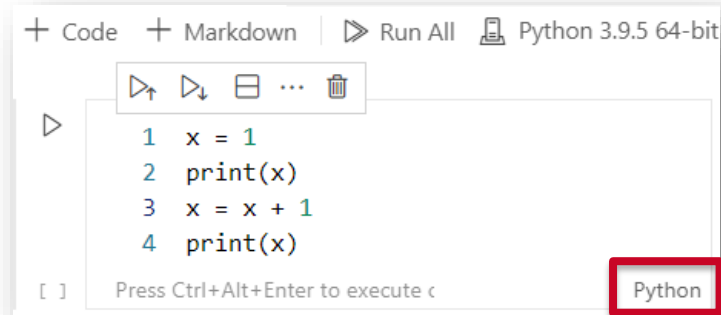 + Code + Markdown Run All Python 3.9.5 64-bit
1 x = 1
2 print(x)
3 x = x + 1
4 print(x)
[ ] Press Ctrl+Alt+Enter to execute c Python